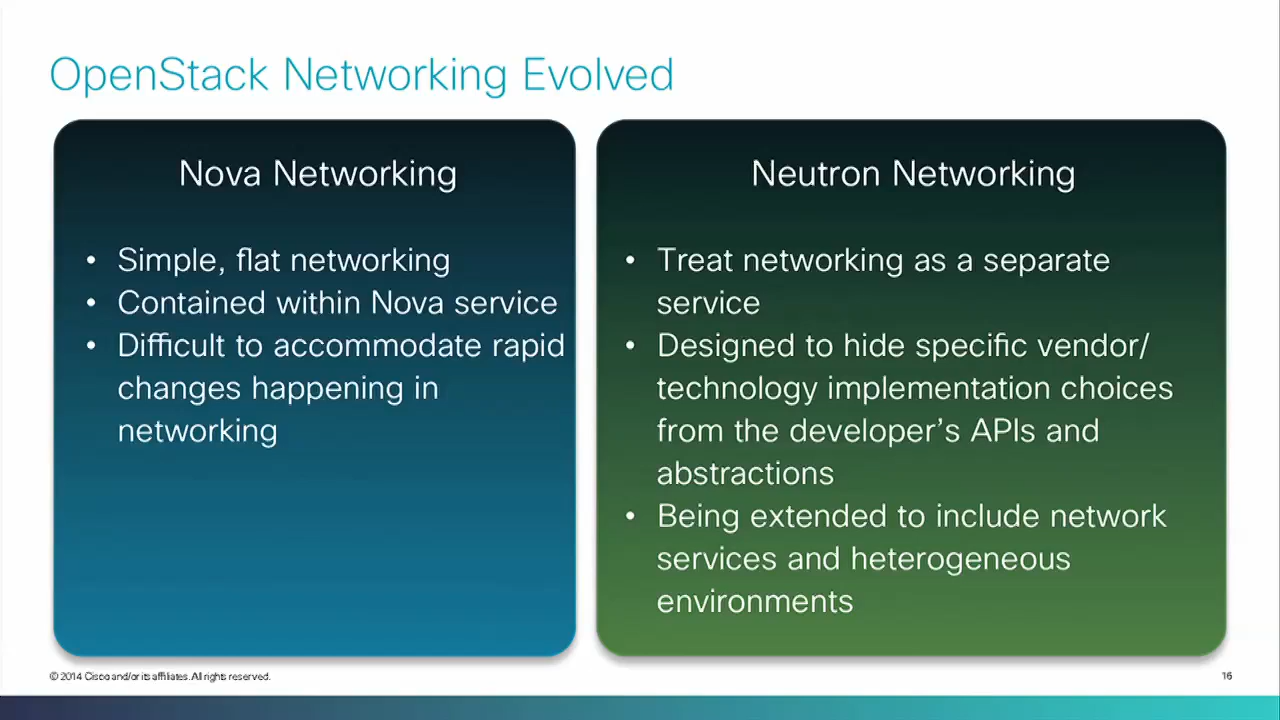 OpenStack Networking Evolved
Nova Networking
• Simple, flat networking
• Contained within Nova service
• Difficult to accommodate rapid
changes happening in
networking
Neutron Networking
• Treat networking as a separate
service
• Designed to hide specific vendor/
technology implementation choices
from the developer’s APIs and
abstractions
• Being extended to include network
services and heterogeneous
environments
© 2014 Cisco and/or its affiliates. All rights reserved.
16